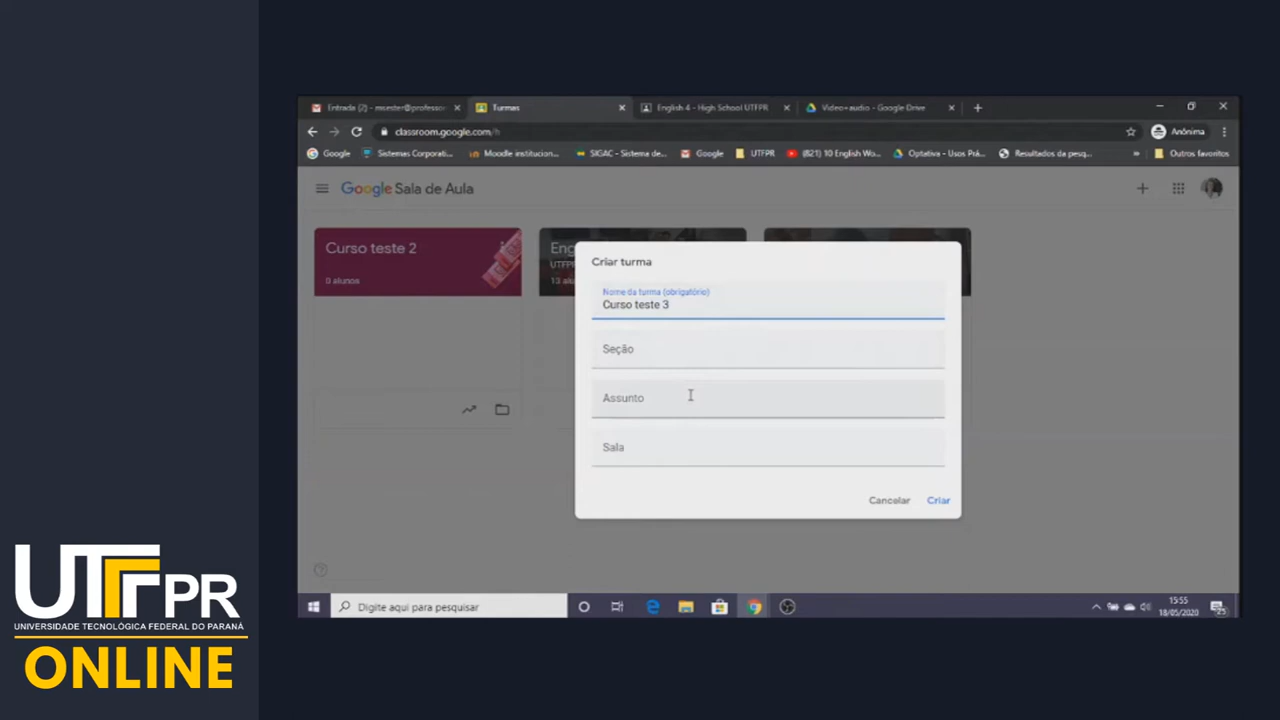 Entrada (2) - msester@professor
Turmas
English 4 - High School UTFPR
Video+audio - Google Drive
classroom.google.com/h
Anônima
Google
Sistemas Corporati...
Moodle institucion...
SIGAC - Sistema de...
Google
UTFPR
(821) 10 English Wo...
Optativa - Usos Prá...
Resultados da pesq...
Outros favoritos
Google Sala de Aula
Curso teste 2
0 alunos
Eng
UTFP
Criar turma
Nome da turma (obrigatório)
Curso teste 3
Seção
Assunto
Sala
Cancelar
Criar
Digite aqui para pesquisar
15:55
18/05/2020
UTFPR
UNIVERSIDADE TECNOLÓGICA FEDERAL DO PARANÁ
ONLINE